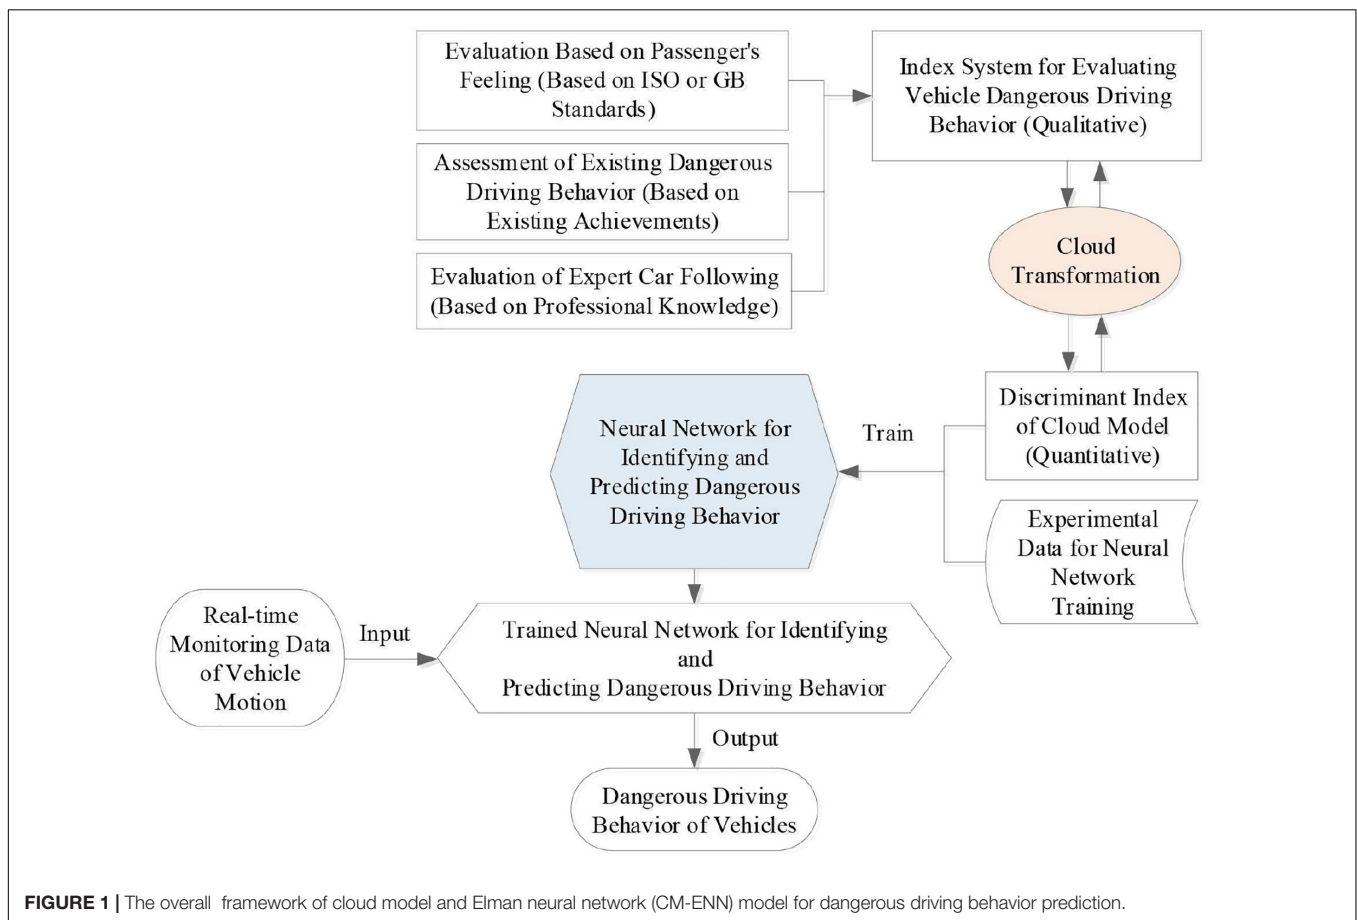 Evaluation Based on Passenger's
Feeling (Based on ISO or GB
Standards)
Index System for Evaluating
Vehicle Dangerous Driving
Behavior (Qualitative)
Assessment of Existing Dangerous
Driving Behavior (Based on
Existing Achievements)
Cloud
Transformation
Evaluation of Expert Car Following
(Based on Professional Knowledge)
Discriminant Index
of Cloud Model
(Quantitative)
Train
Neural Network for
Identifying and
Predicting Dangerous
Driving Behavior
Experimental
Data for Neural
Network
Training
Real-time
Monitoring Data
of Vehicle
Motion
Input
Trained Neural Network for Identifying
and
Predicting Dangerous Driving Behavior
Output
Dangerous Driving
Behavior of Vehicles
FIGURE 1 | The overall framework of cloud model and Elman neural network (CM-ENN) model for dangerous driving behavior prediction.